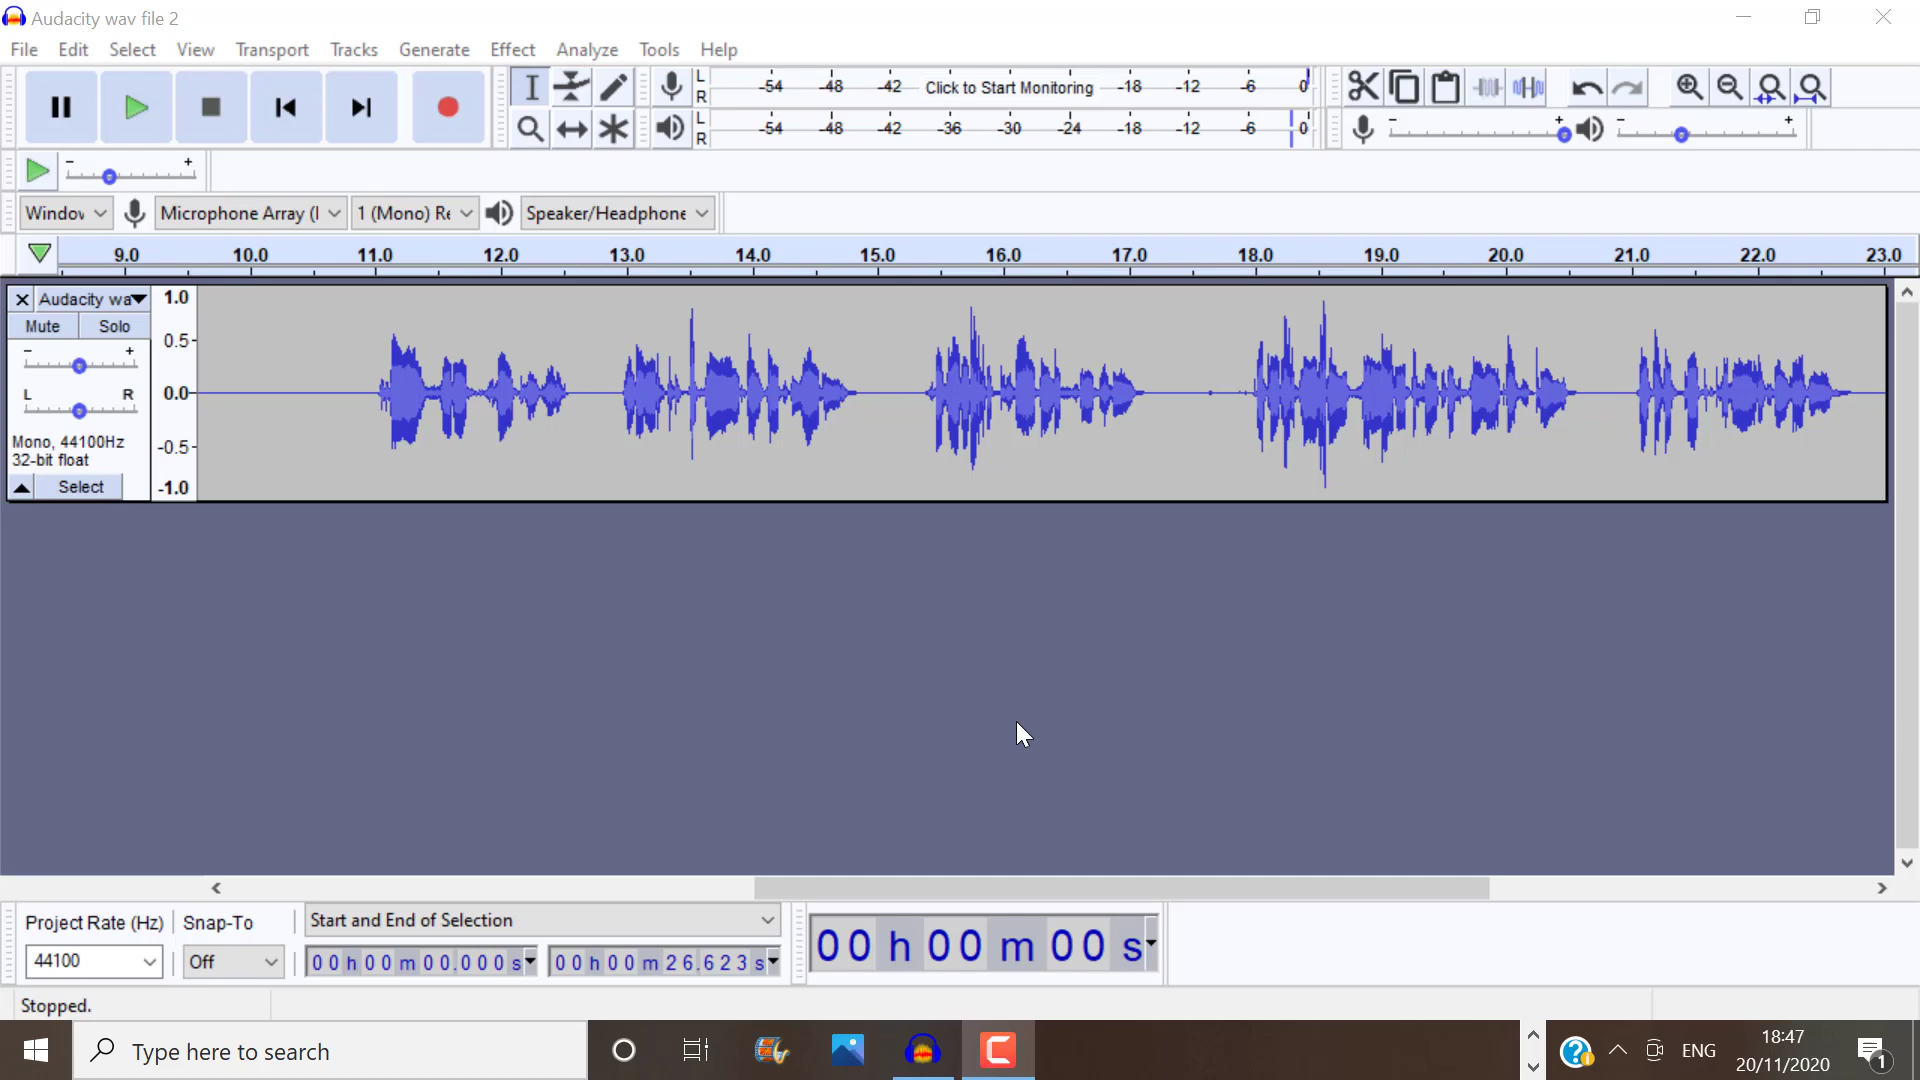 Audacity wav file 2
File Edit Select View Transport Tracks Generate Effect Analyze Tools Help
L R -54 -48 -42 Click to Start Monitoring -18 -12 -6 0
L R -54 -48 -42 -36 -30 -24 -18 -12 -6 0
- +
- +
- +
Window Microphone Array (I 1 (Mono) Re Speaker/Headphone
9.0 10.0 11.0 12.0 13.0 14.0 15.0 16.0 17.0 18.0 19.0 20.0 21.0 22.0 23.0
Audacity wa
1.0
Mute Solo
0.5
- +
L R
0.0
Mono, 44100Hz
-0.5
32-bit float
Select
-1.0
Project Rate (Hz) Snap-To Start and End of Selection
44100 Off 00h00m00.000s 00h00m26.623s 00h00m00s
Stopped.
Type here to search
ENG
18:47
20/11/2020
1